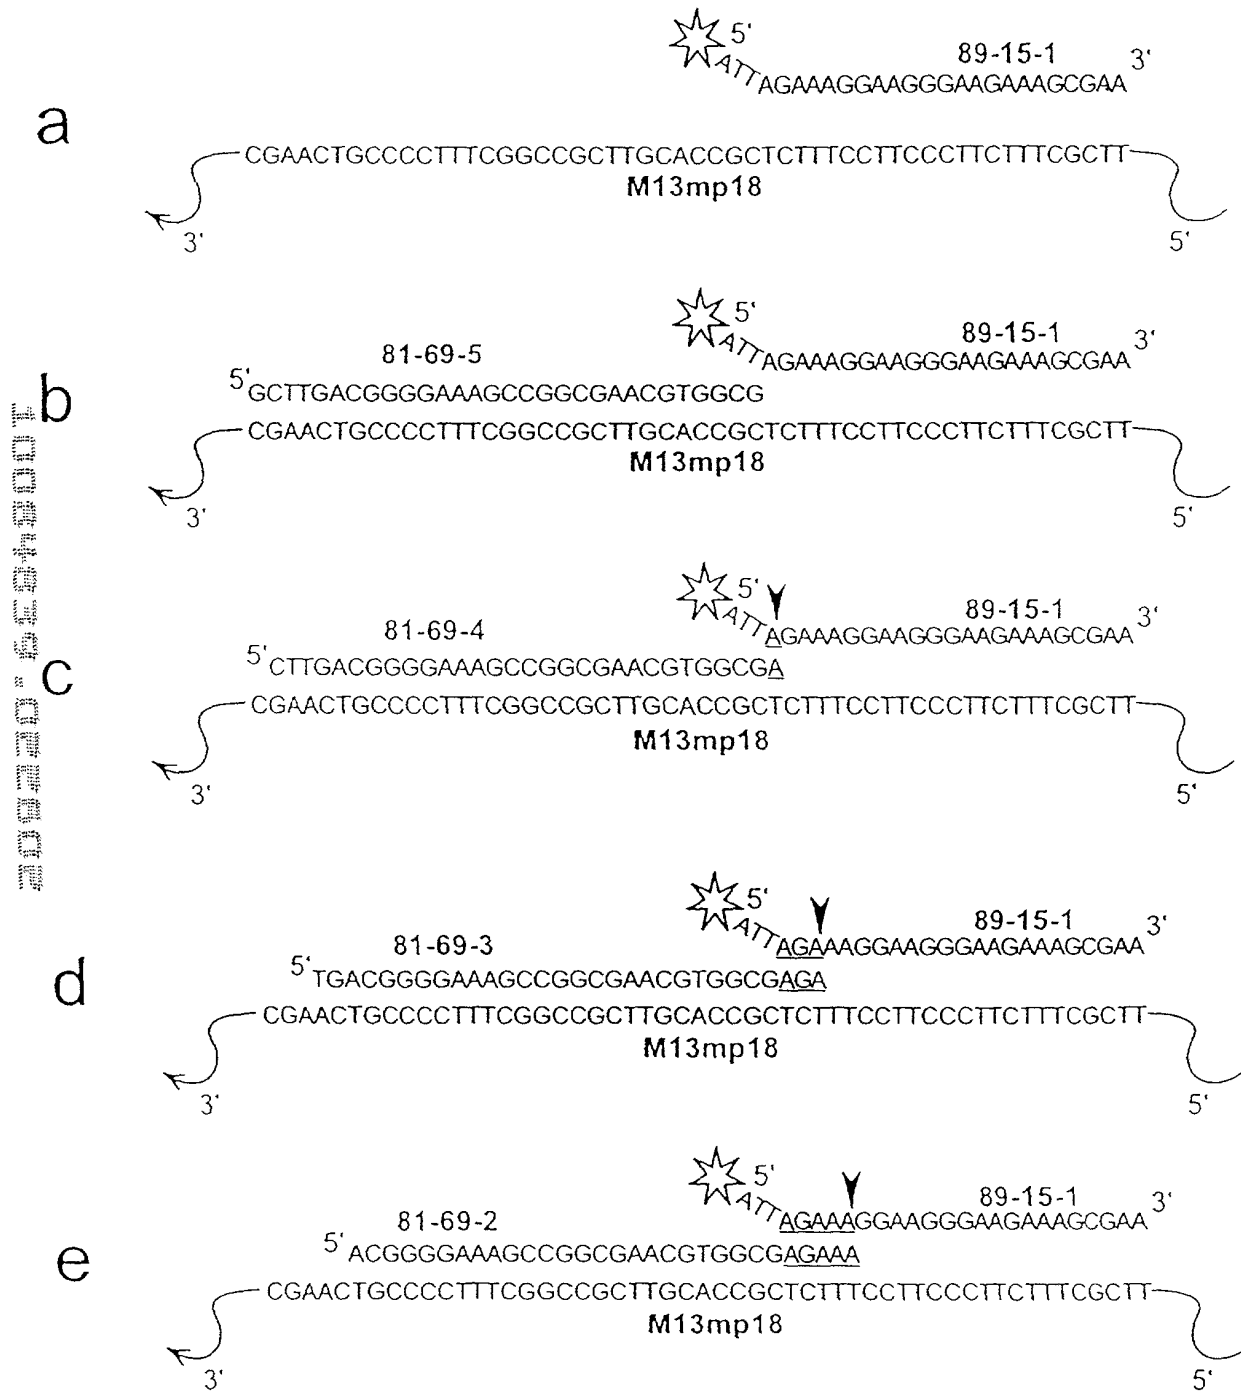 5'
89-15-1
3'
ATTAGAAAGGAAGGGAAGAAAGCGAA
a
CGAACTGCCCCTTTCGGCCGCTTGCACCGCTCTTTCCTTCCCTTCTTTCGCTT
M13mp18
3'
5'
5'
89-15-1
3'
81-69-5
ATTAGAAAGGAAGGGAAGAAAGCGAA
b
5'GCTTGACGGGGAAAGCCGGCGAACGTGGCG
CGAACTGCCCCTTTCGGCCGCTTGCACCGCTCTTTCCTTCCCTTCTTTCGCTT
M13mp18
3'
5'
5'
89-15-1
3'
81-69-4
ATTAGAAAGGAAGGGAAGAAAGCGAA
c
5'CTTGACGGGGAAAGCCGGCGAACGTGGCGA
CGAACTGCCCCTTTCGGCCGCTTGCACCGCTCTTTCCTTCCCTTCTTTCGCTT
M13mp18
3'
5'
5'
89-15-1
3'
81-69-3
ATTAGAAAGGAAGGGAAGAAAGCGAA
d
5'TGACGGGGAAAGCCGGCGAACGTGGCGAGA
CGAACTGCCCCTTTCGGCCGCTTGCACCGCTCTTTCCTTCCCTTCTTTCGCTT
M13mp18
3'
5'
5'
89-15-1
3'
81-69-2
ATTAGAAAGGAAGGGAAGAAAGCGAA
e
5'ACGGGGAAAGCCGGCGAACGTGGCGAGAAA
CGAACTGCCCCTTTCGGCCGCTTGCACCGCTCTTTCCTTCCCTTCTTTCGCTT
M13mp18
3'
5'